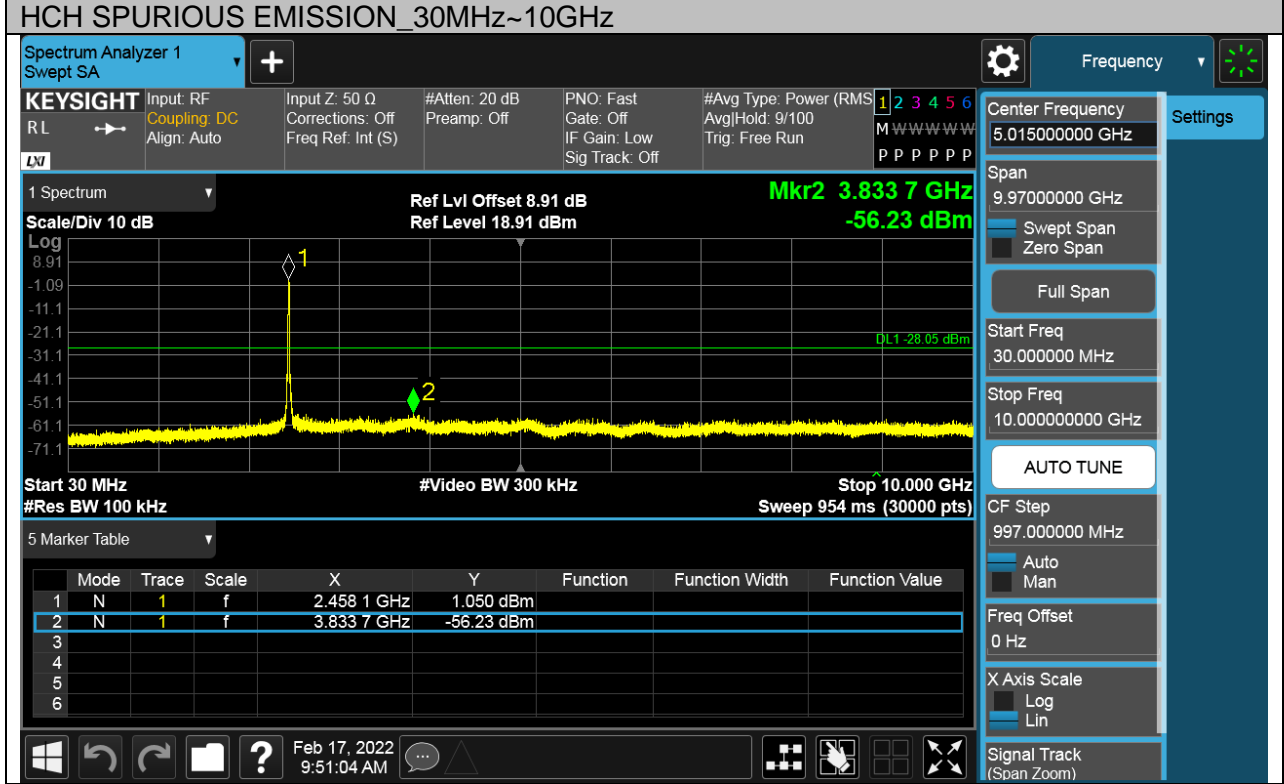 HCH SPURIOUS EMISSION_30MHz~10GHz
Spectrum Analyzer 1
Swept SA
+
Frequency
KEYSIGHT
RL
LXI
Input: RF
Coupling: DC
Align: Auto
Input Z: 50 Ω
Corrections: Off
Freq Ref: Int (S)
#Atten: 20 dB
Preamp: Off
PNO: Fast
Gate: Off
IF Gain: Low
Sig Track: Off
#Avg Type: Power (RMS
Avg|Hold: 9/100
Trig: Free Run
1 2 3 4 5 6
M W W W W W
P P P P P P
1 Spectrum
Scale/Div 10 dB
Ref Lvl Offset 8.91 dB
Ref Level 18.91 dBm
Mkr2 3.833 7 GHz
-56.23 dBm
Log
8.91
-1.09
-11.1
-21.1
-31.1
-41.1
-51.1
-61.1
-71.1
1
2
DL1 -28.05 dBm
Start 30 MHz
#Video BW 300 kHz
Stop 10.000 GHz
#Res BW 100 kHz
Sweep 954 ms (30000 pts)
5 Marker Table
Mode Trace Scale X Y Function Function Width Function Value
1 N 1 f 2.458 1 GHz 1.050 dBm
2 N 1 f 3.833 7 GHz -56.23 dBm
3
4
5
6
?
Feb 17, 2022
9:51:04 AM
Center Frequency
5.015000000 GHz
Settings
Span
9.97000000 GHz
Swept Span
Zero Span
Full Span
Start Freq
30.000000 MHz
Stop Freq
10.000000000 GHz
AUTO TUNE
CF Step
997.000000 MHz
Auto
Man
Freq Offset
0 Hz
X Axis Scale
Log
Lin
Signal Track
(Span Zoom)